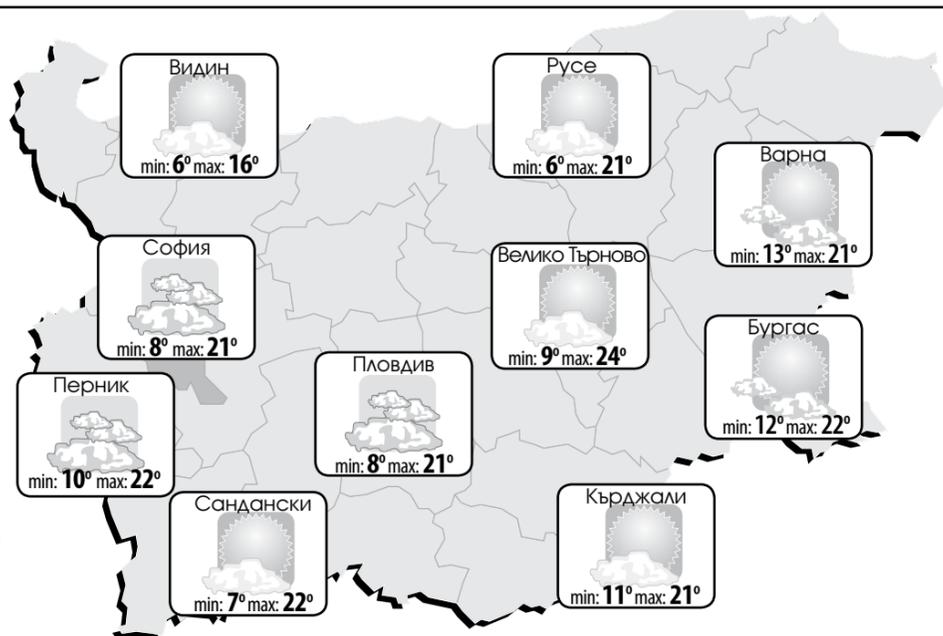 Видин
min: 6° max: 16°
Русе
min: 6° max: 21°
Варна
min: 13° max: 21°
София
min: 8° max: 21°
Велико Търново
min: 9° max: 24°
Бургас
min: 12° max: 22°
Перник
min: 10° max: 22°
Пловдив
min: 8° max: 21°
Сандански
min: 7° max: 22°
Кърджали
min: 11° max: 21°